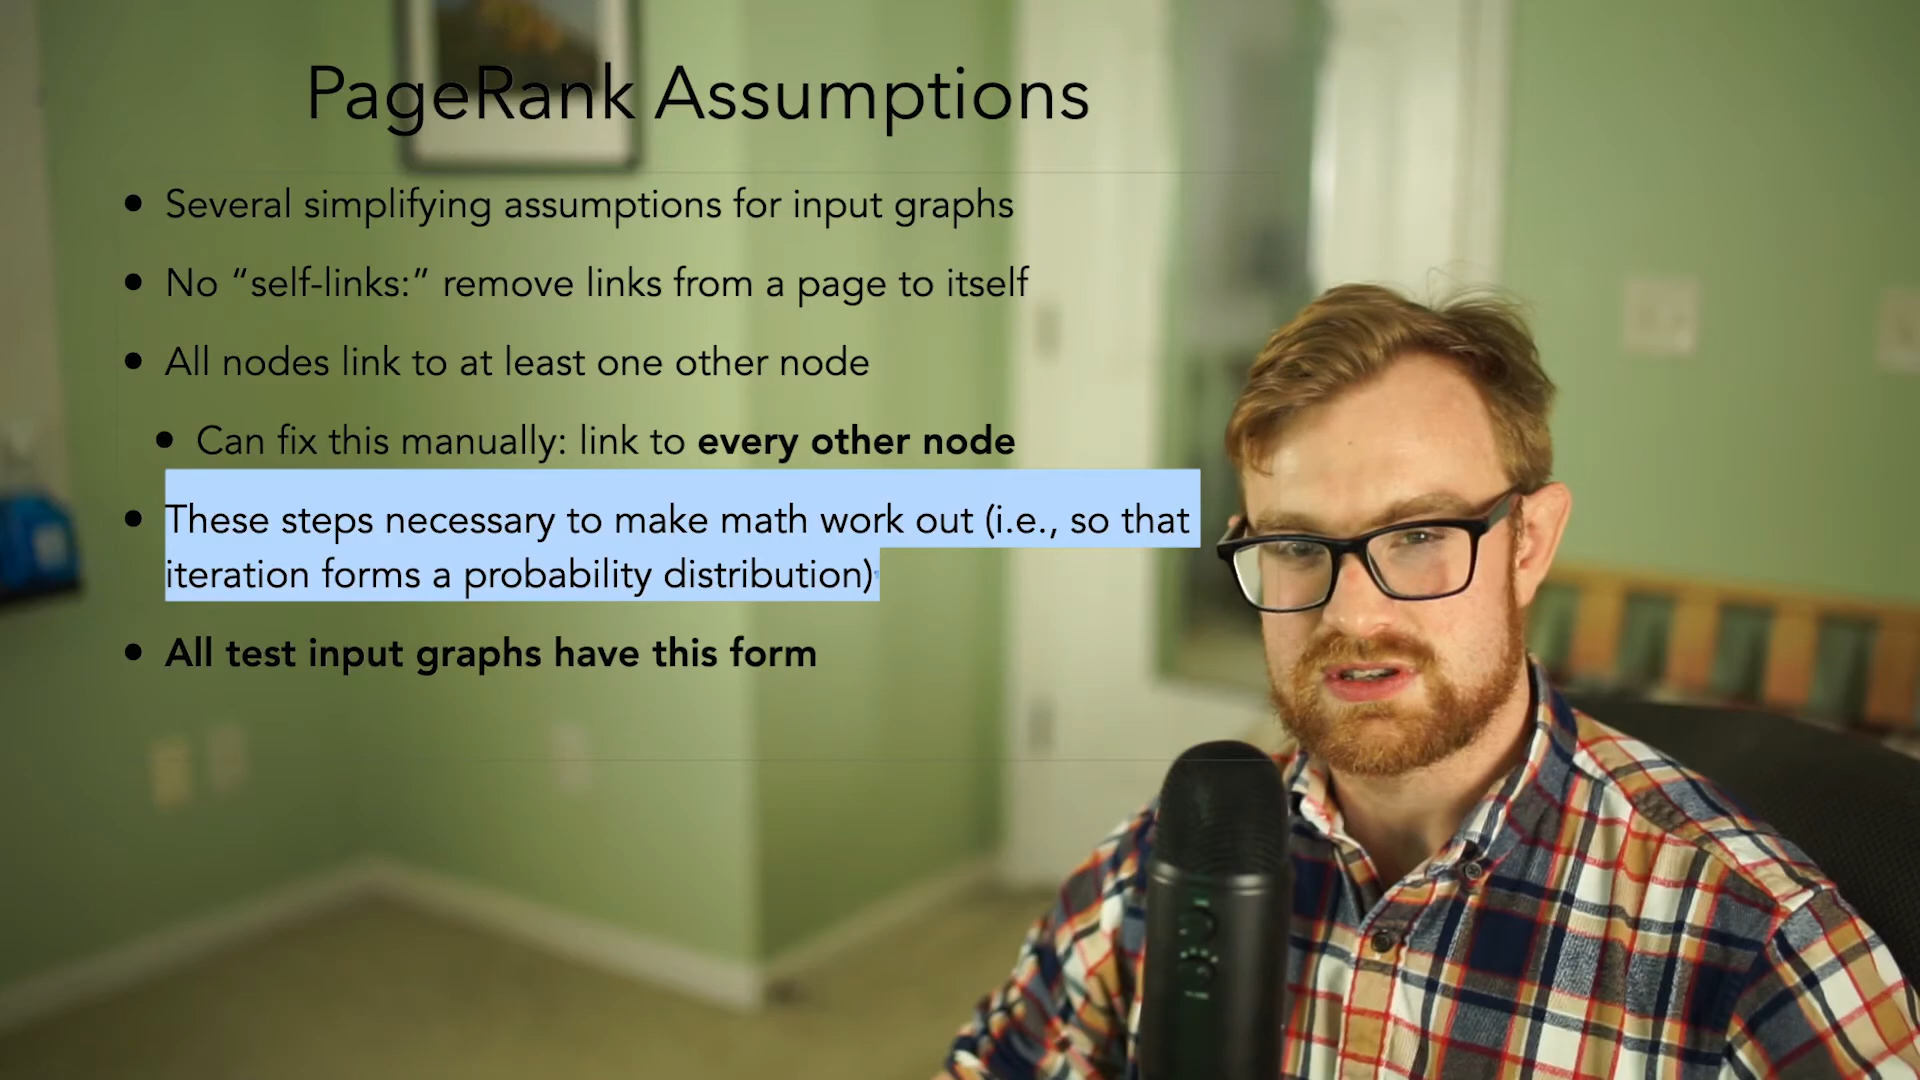 PageRank Assumptions
• Several simplifying assumptions for input graphs
• No “self-links:” remove links from a page to itself
• All nodes link to at least one other node
• Can fix this manually: link to every other node
• These steps necessary to make math work out (i.e., so that
iteration forms a probability distribution)
• All test input graphs have this form